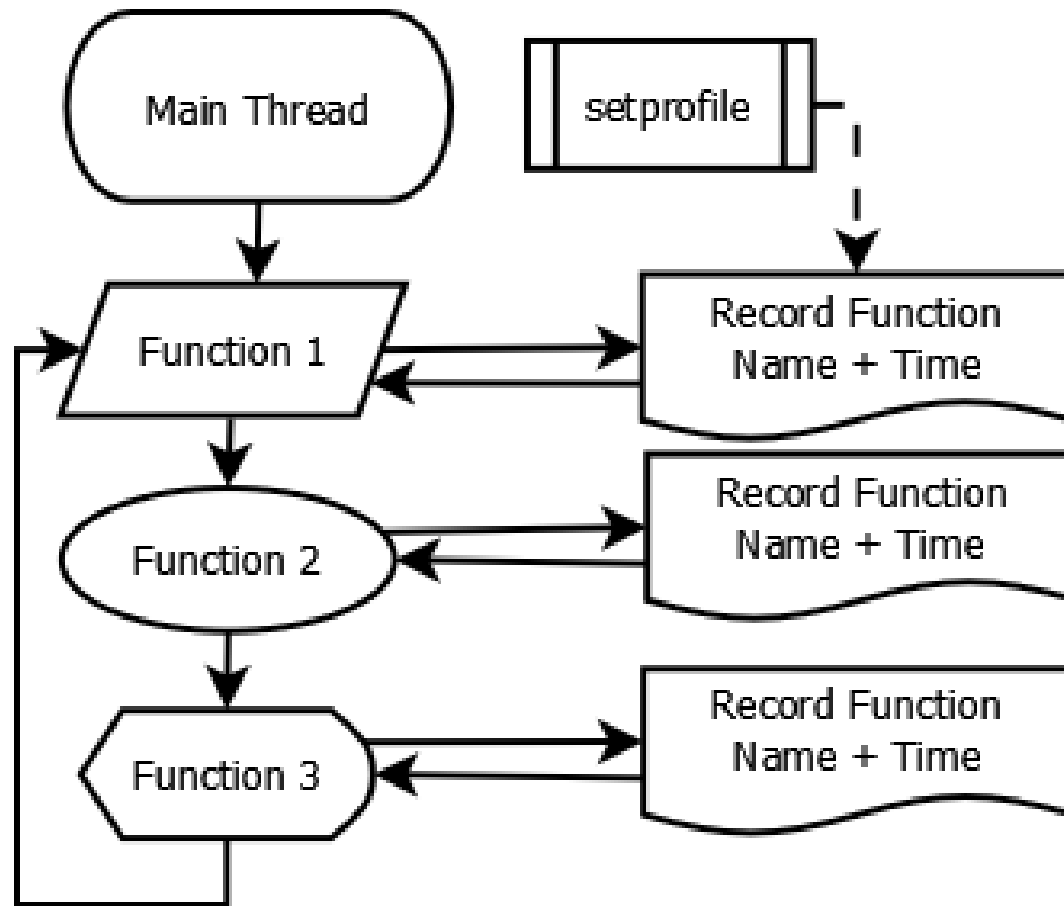 Main Thread
setprofile
Function 1
Record Function
Name + Time
Function 2
Record Function
Name + Time
Function 3
Record Function
Name + Time